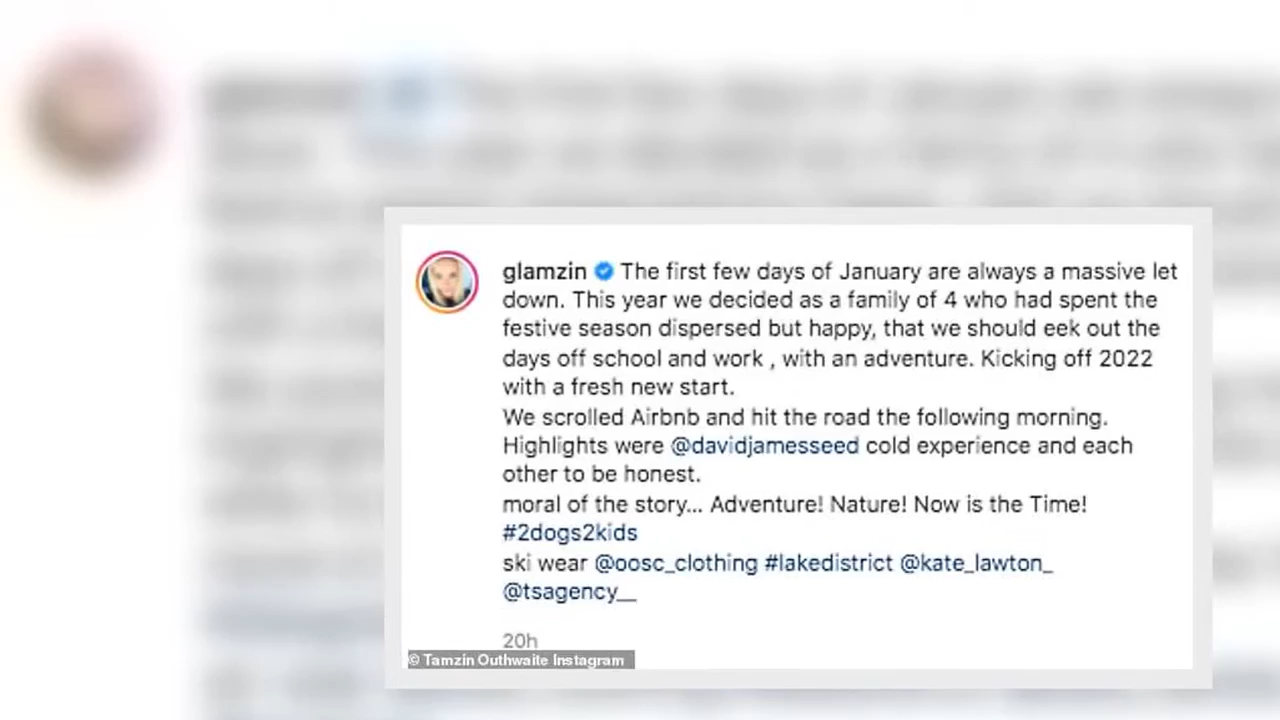 glamzin The first few days of January are always a massive let
down. This year we decided as a family of 4 who had spent the
festive season dispersed but happy, that we should eek out the
days off school and work , with an adventure. Kicking off 2022
with a fresh new start.
We scrolled Airbnb and hit the road the following morning.
Highlights were @davidjamesseed cold experience and each
other to be honest.
moral of the story... Adventure! Nature! Now is the Time!
#2dogs2kids
ski wear @oosc_clothing #lakedistrict @kate_lawton_
@tsagency__
20h
© Tamzin Outhwaite Instagram